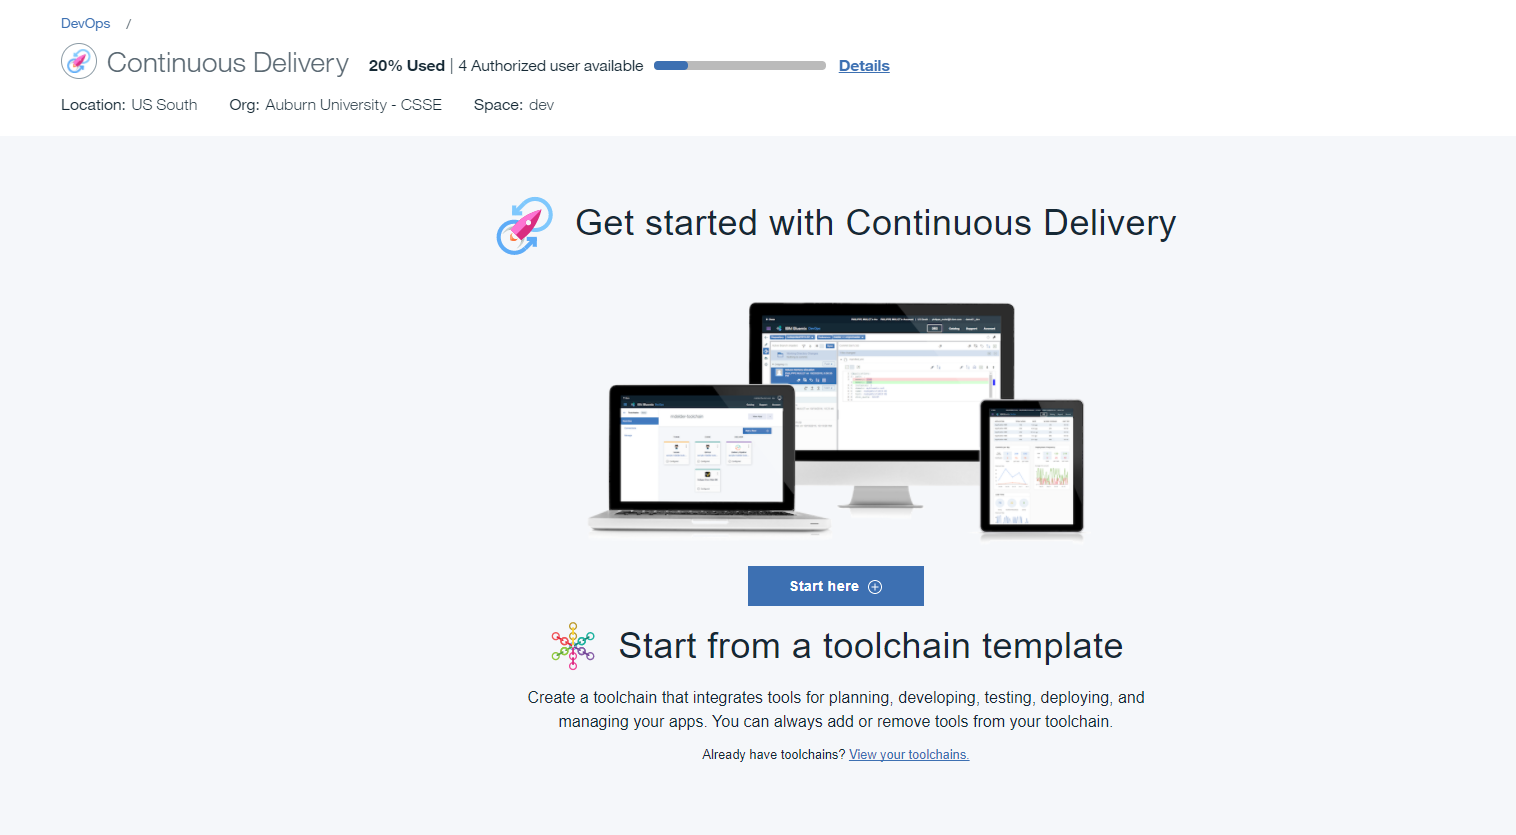 DevOps /
Continuous Delivery 20% Used | 4 Authorized user available Details
Location: US South Org: Auburn University - CSSE Space: dev
Get started with Continuous Delivery
Start here
Start from a toolchain template
Create a toolchain that integrates tools for planning, developing, testing, deploying, and
managing your apps. You can always add or remove tools from your toolchain.
Already have toolchains? View your toolchains.